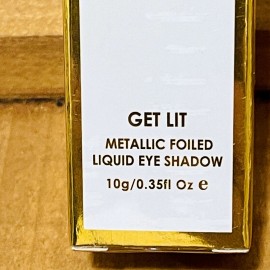 GET LIT
METALLIC FOILED
LIQUID EYE SHADOW
10g/0.35fl Oz ℮